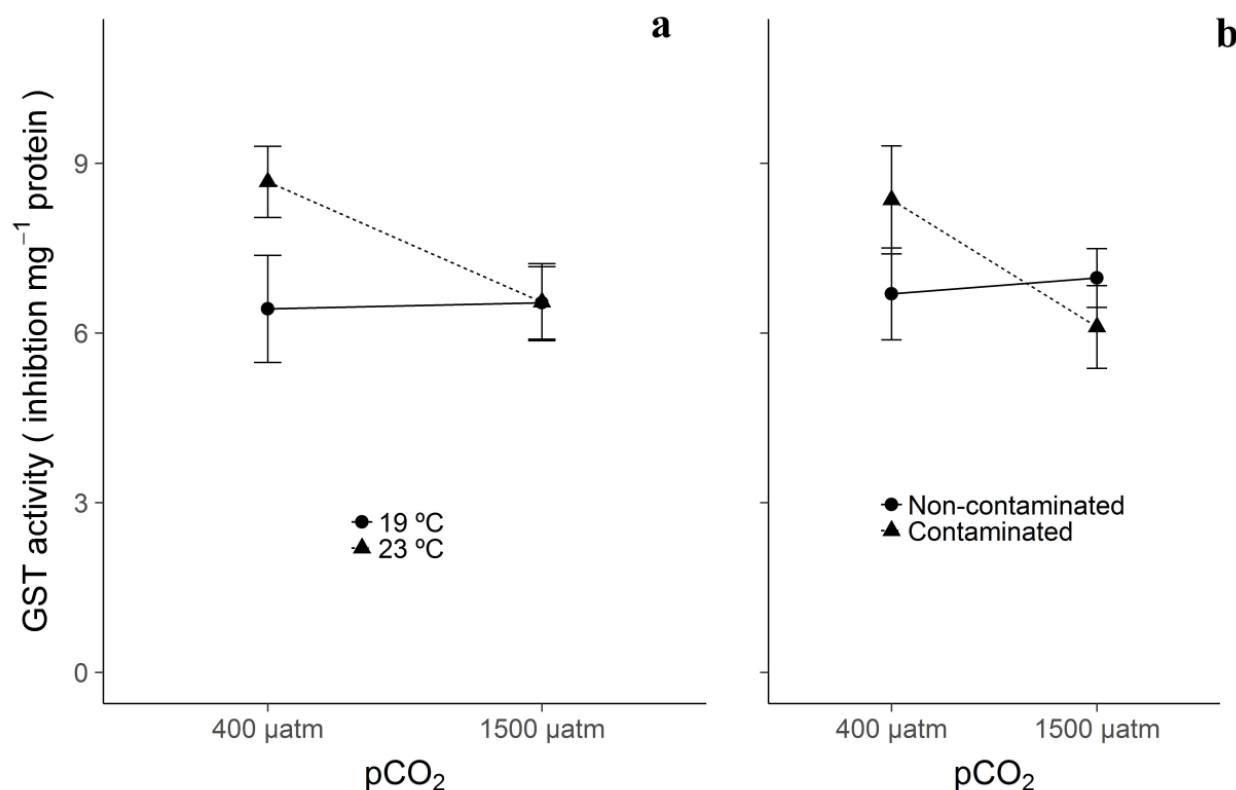 a
b
GST activity ( inhibtion mg⁻¹ protein )
9
6
3
0
19 ºC
23 ºC
Non-contaminated
Contaminated
400 µatm
1500 µatm
400 µatm
1500 µatm
pCO₂
pCO₂